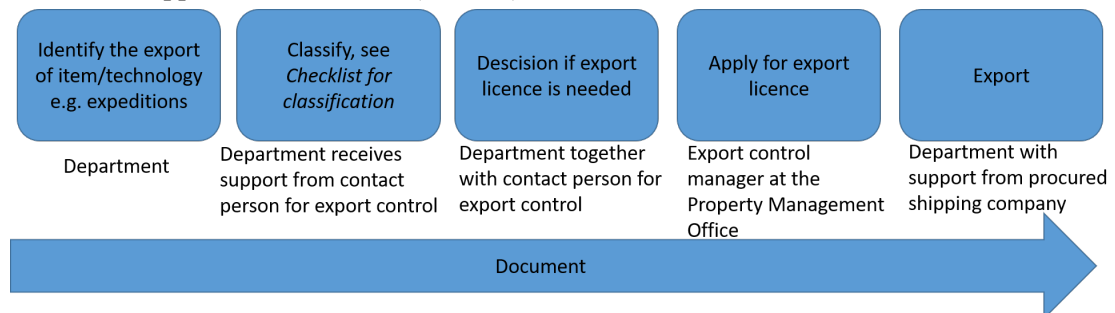 Identify the export
of item/technology
e.g. expeditions
Classify, see
Checklist for
classification
Descision if export
licence is needed
Apply for export
licence
Export
Department
Department receives
support from contact
person for export control
Department together
with contact person for
export control
Export control
manager at the
Property Management
Office
Department with
support from procured
shipping company
Document